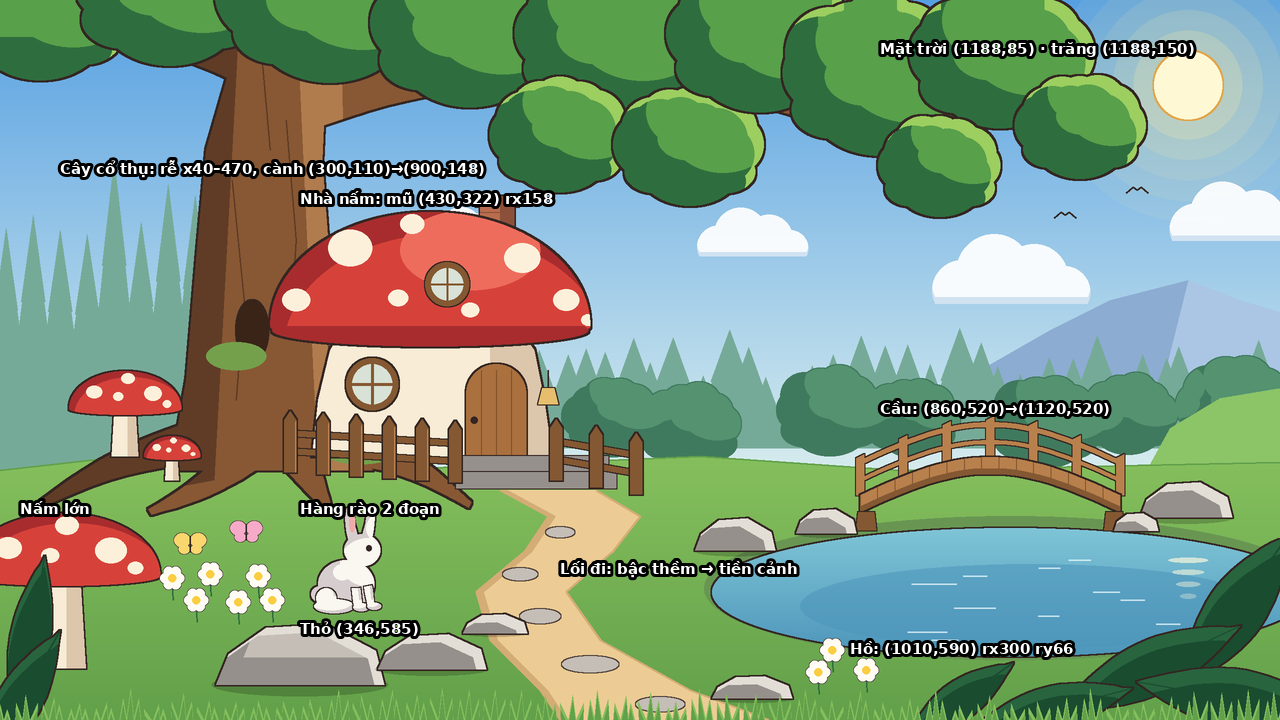 Mặt trời (1188,85) · trăng (1188,150)
Cây cổ thụ: rễ x40–470, cành (300,110)→(900,148)
Nhà nấm: mũ (430,322) rx158
Cầu: (860,520)→(1120,520)
Nấm lớn
Hàng rào 2 đoạn
Lối đi: bậc thềm → tiền cảnh
Thỏ (346,585)
Hồ: (1010,590) rx300 ry66